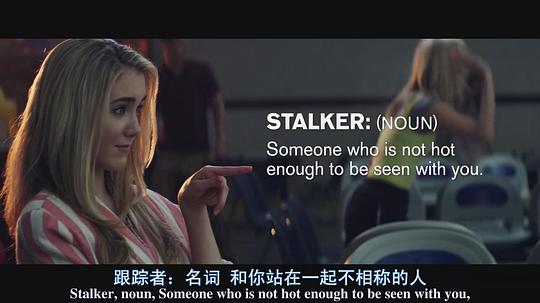 STALKER: (NOUN)
Someone who is not hot
enough to be seen with you.
跟踪者：名词 和你站在一起不相称的人
Stalker, noun, Someone who is not hot enough to be seen with you,